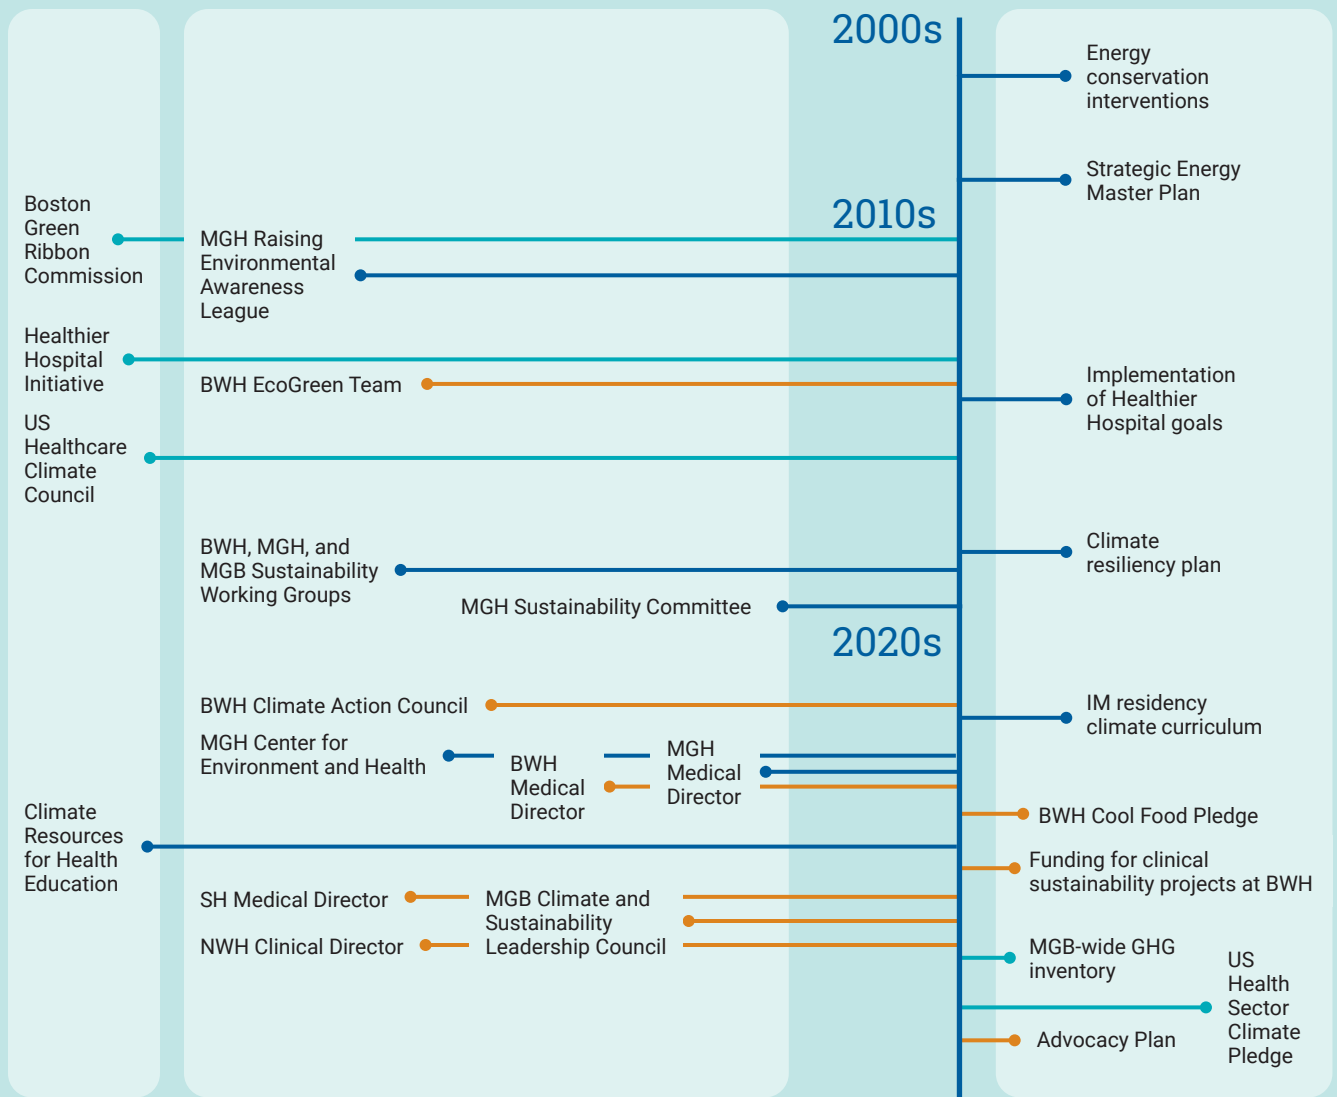 2000s
Energy
conservation
interventions
Strategic Energy
Master Plan
2010s
Boston
Green
Ribbon
Commission
MGH Raising
Environmental
Awareness
League
Healthier
Hospital
Initiative
BWH EcoGreen Team
Implementation
of Healthier
Hospital goals
US
Healthcare
Climate
Council
BWH, MGH, and
MGB Sustainability
Working Groups
Climate
resiliency plan
MGH Sustainability Committee
2020s
BWH Climate Action Council
IM residency
climate curriculum
MGH Center for
Environment and Health
BWH
Medical
Director
MGH
Medical
Director
Climate
Resources
for Health
Education
BWH Cool Food Pledge
Funding for clinical
sustainability projects at BWH
SH Medical Director
MGB Climate and
Sustainability
Leadership Council
NWH Clinical Director
MGB-wide GHG
inventory
US
Health
Sector
Climate
Pledge
Advocacy Plan